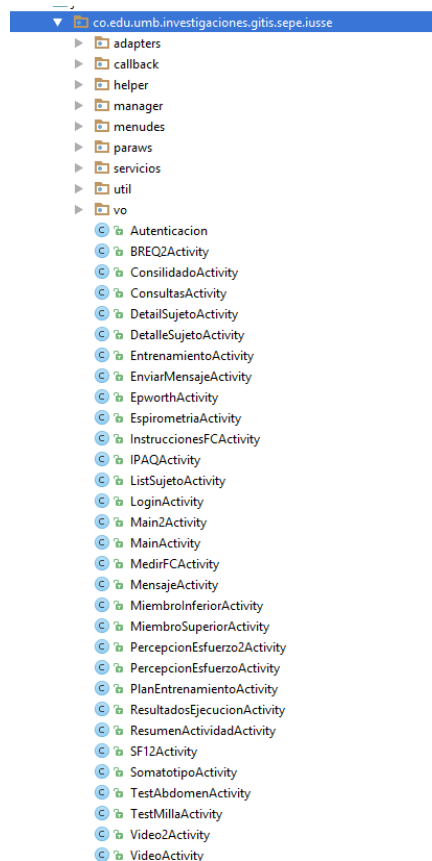 co.edu.umb.investigaciones.gitis.sepe.iusse
adapters
callback
helper
manager
menudes
paraws
servicios
util
vo
Autenticacion
BREQ2Activity
ConsilidadoActivity
ConsultasActivity
DetailSujetoActivity
DetalleSujetoActivity
EntrenamientoActivity
EnviarMensajeActivity
EpworthActivity
EspirometriaActivity
InstruccionesFCActivity
IPAQActivity
ListSujetoActivity
LoginActivity
Main2Activity
MainActivity
MedirFCActivity
MensajeActivity
MiembroInferiorActivity
MiembroSuperiorActivity
PercepcionEsfuerzo2Activity
PercepcionEsfuerzoActivity
PlanEntrenamientoActivity
ResultadosEjecucionActivity
ResumenActividadActivity
SF12Activity
SomatotipoActivity
TestAbdomenActivity
TestMillaActivity
Video2Activity
VideoActivity